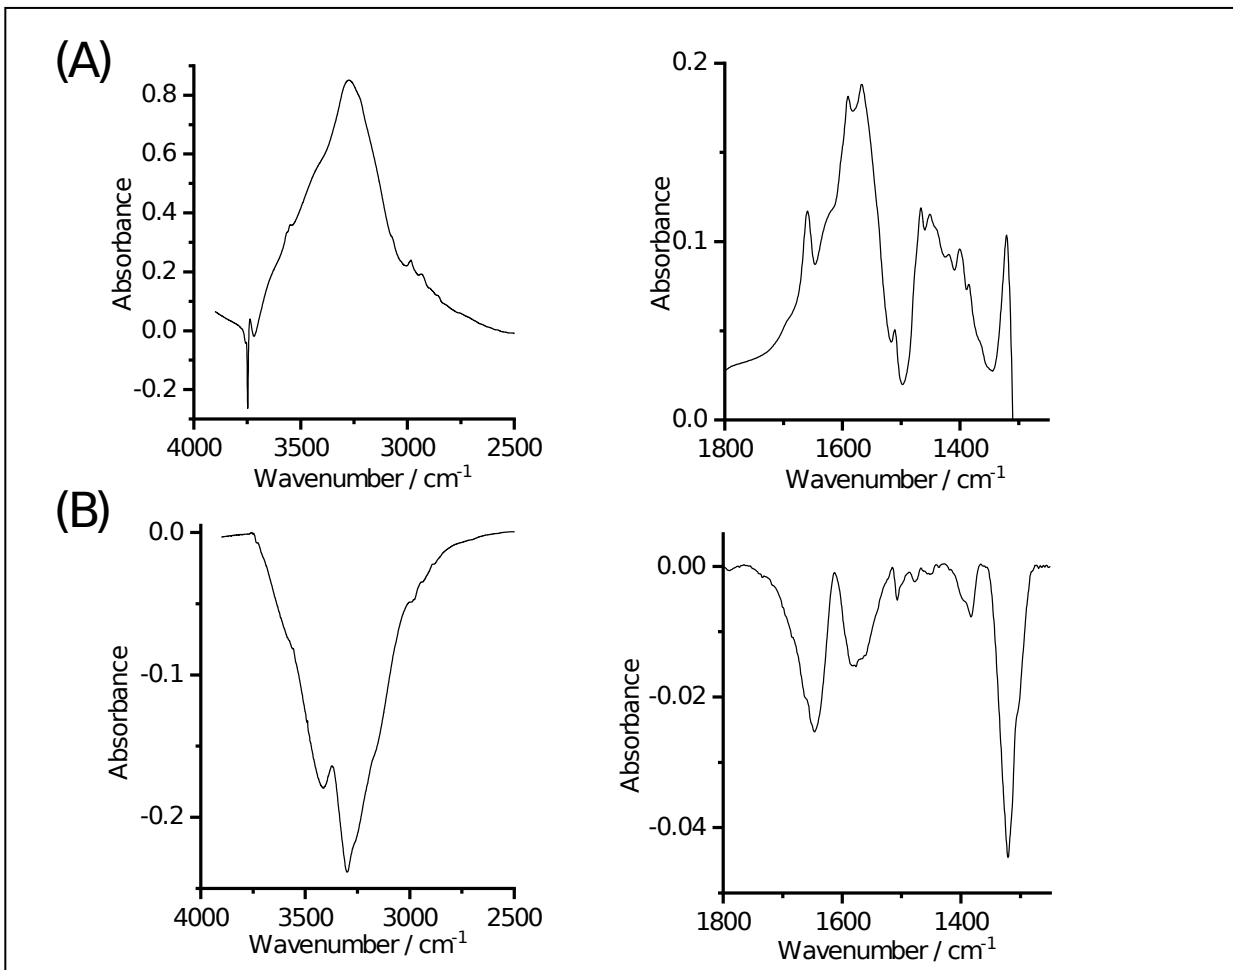 (A)
Absorbance
0.8
0.6
0.4
0.2
0.0
-0.2
4000 3500 3000 2500
Wavenumber / cm-1
Absorbance
0.2
0.1
0.0
1800 1600 1400
Wavenumber / cm-1
(B)
Absorbance
0.0
-0.1
-0.2
4000 3500 3000 2500
Wavenumber / cm-1
Absorbance
0.00
-0.02
-0.04
1800 1600 1400
Wavenumber / cm-1